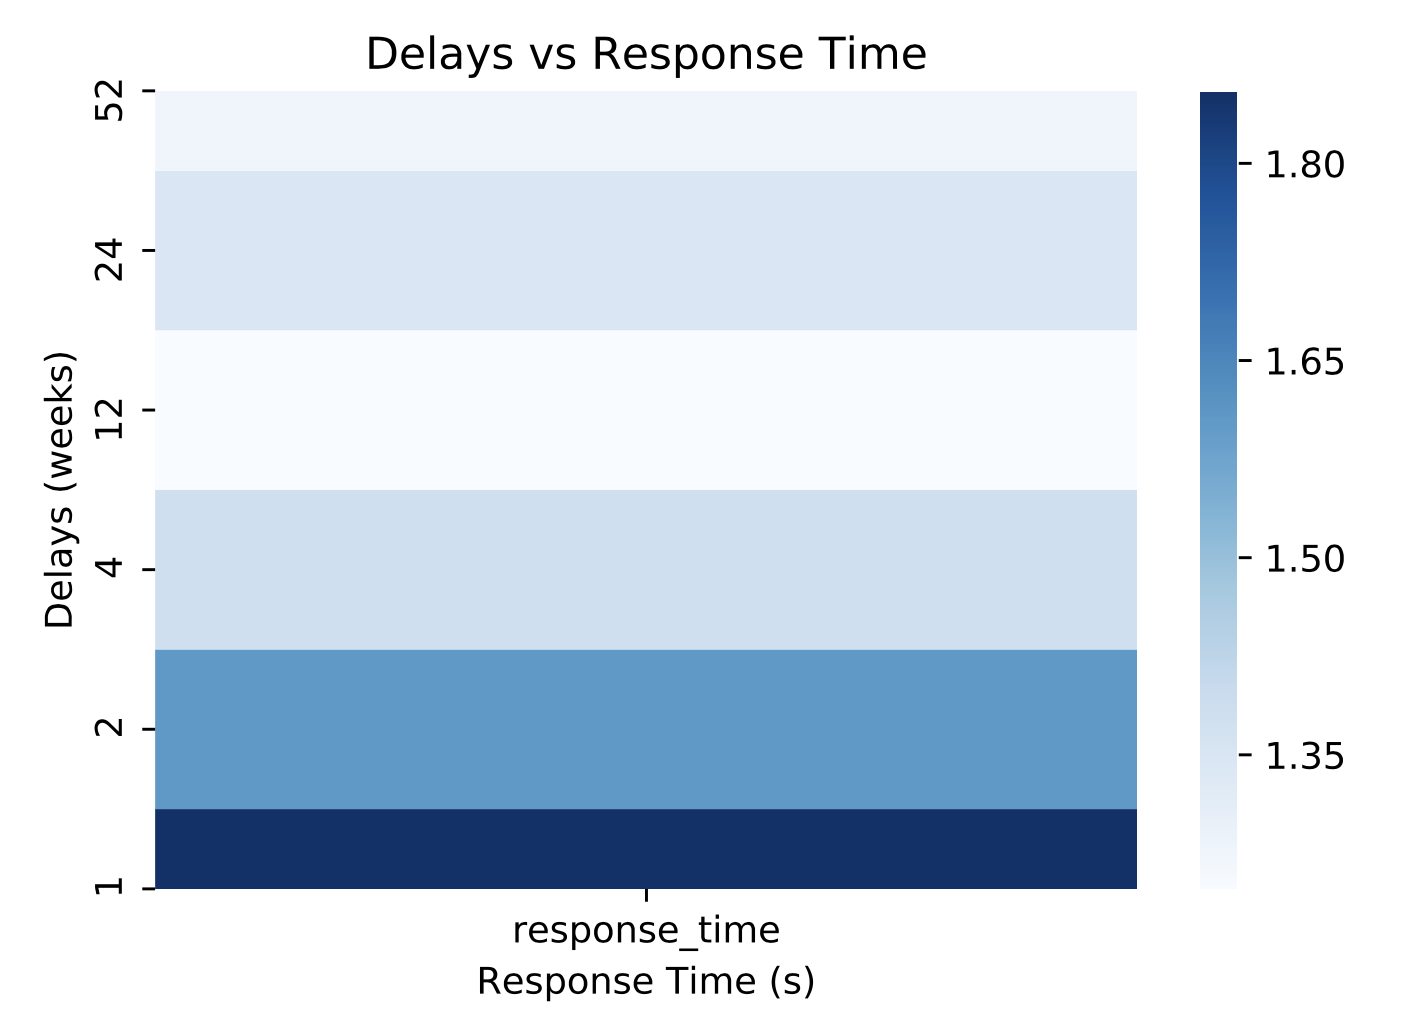 Delays vs Response Time
Delays (weeks)
52
24
12
4
2
1
response_time
Response Time (s)
1.80
1.65
1.50
1.35